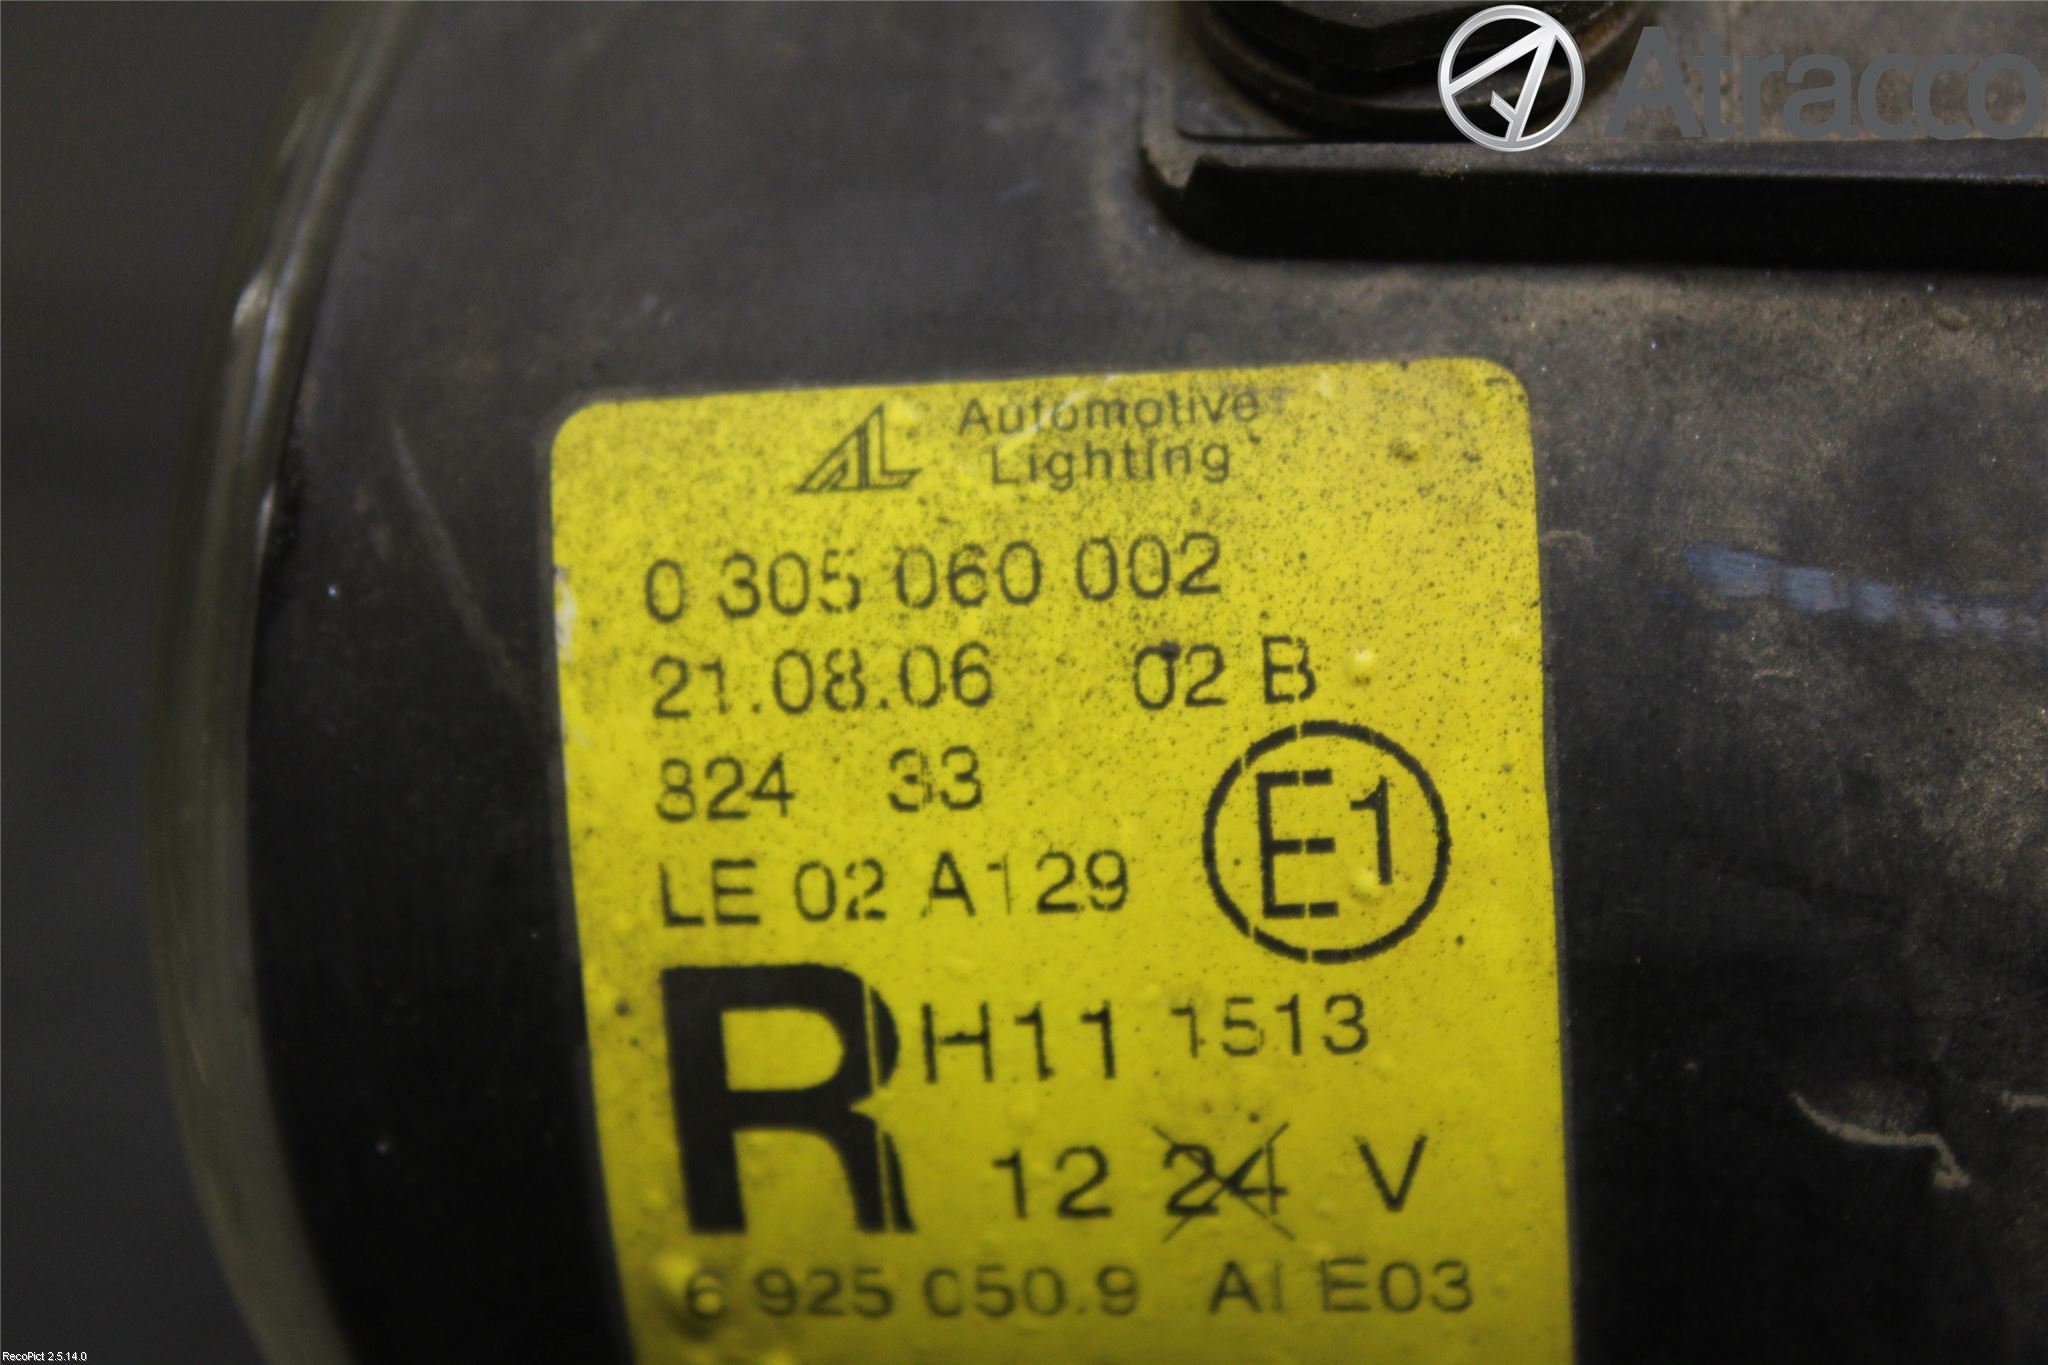 Atracco
AL Automotive
Lighting
0 305 060 002
21.08.06 02 B
824 33
LE 02 A129
E1
R H11 1513
12 24 V
6 925 050.9 AI E03
RecoPict 2.5.14.0